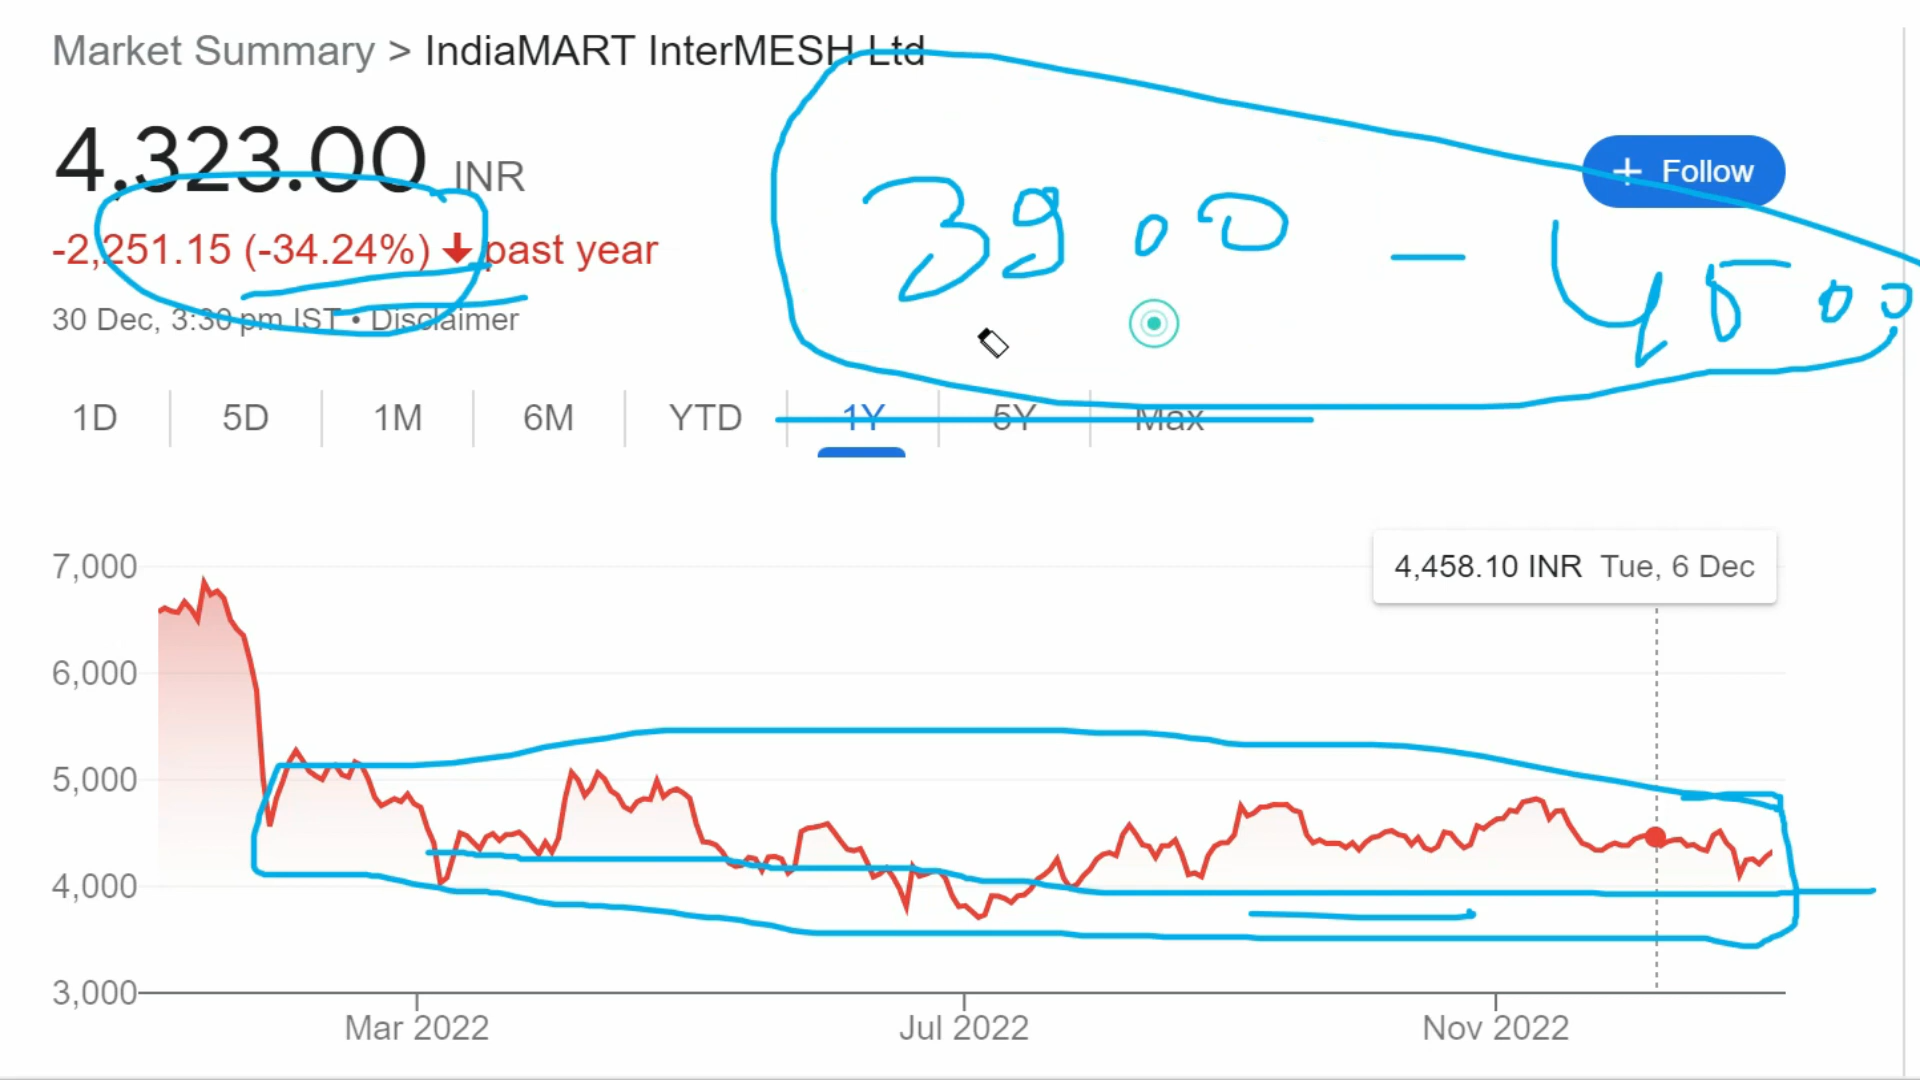 Market Summary > IndiaMART InterMESH Ltd
4,323.00 INR
+ Follow
-2,251.15 (-34.24%) past year
30 Dec, 3:30 pm IST • Disclaimer
3900 — 4500
1D 5D 1M 6M YTD 1Y 5Y Max
4,458.10 INR Tue, 6 Dec
7,000
6,000
5,000
4,000
3,000
Mar 2022 Jul 2022 Nov 2022